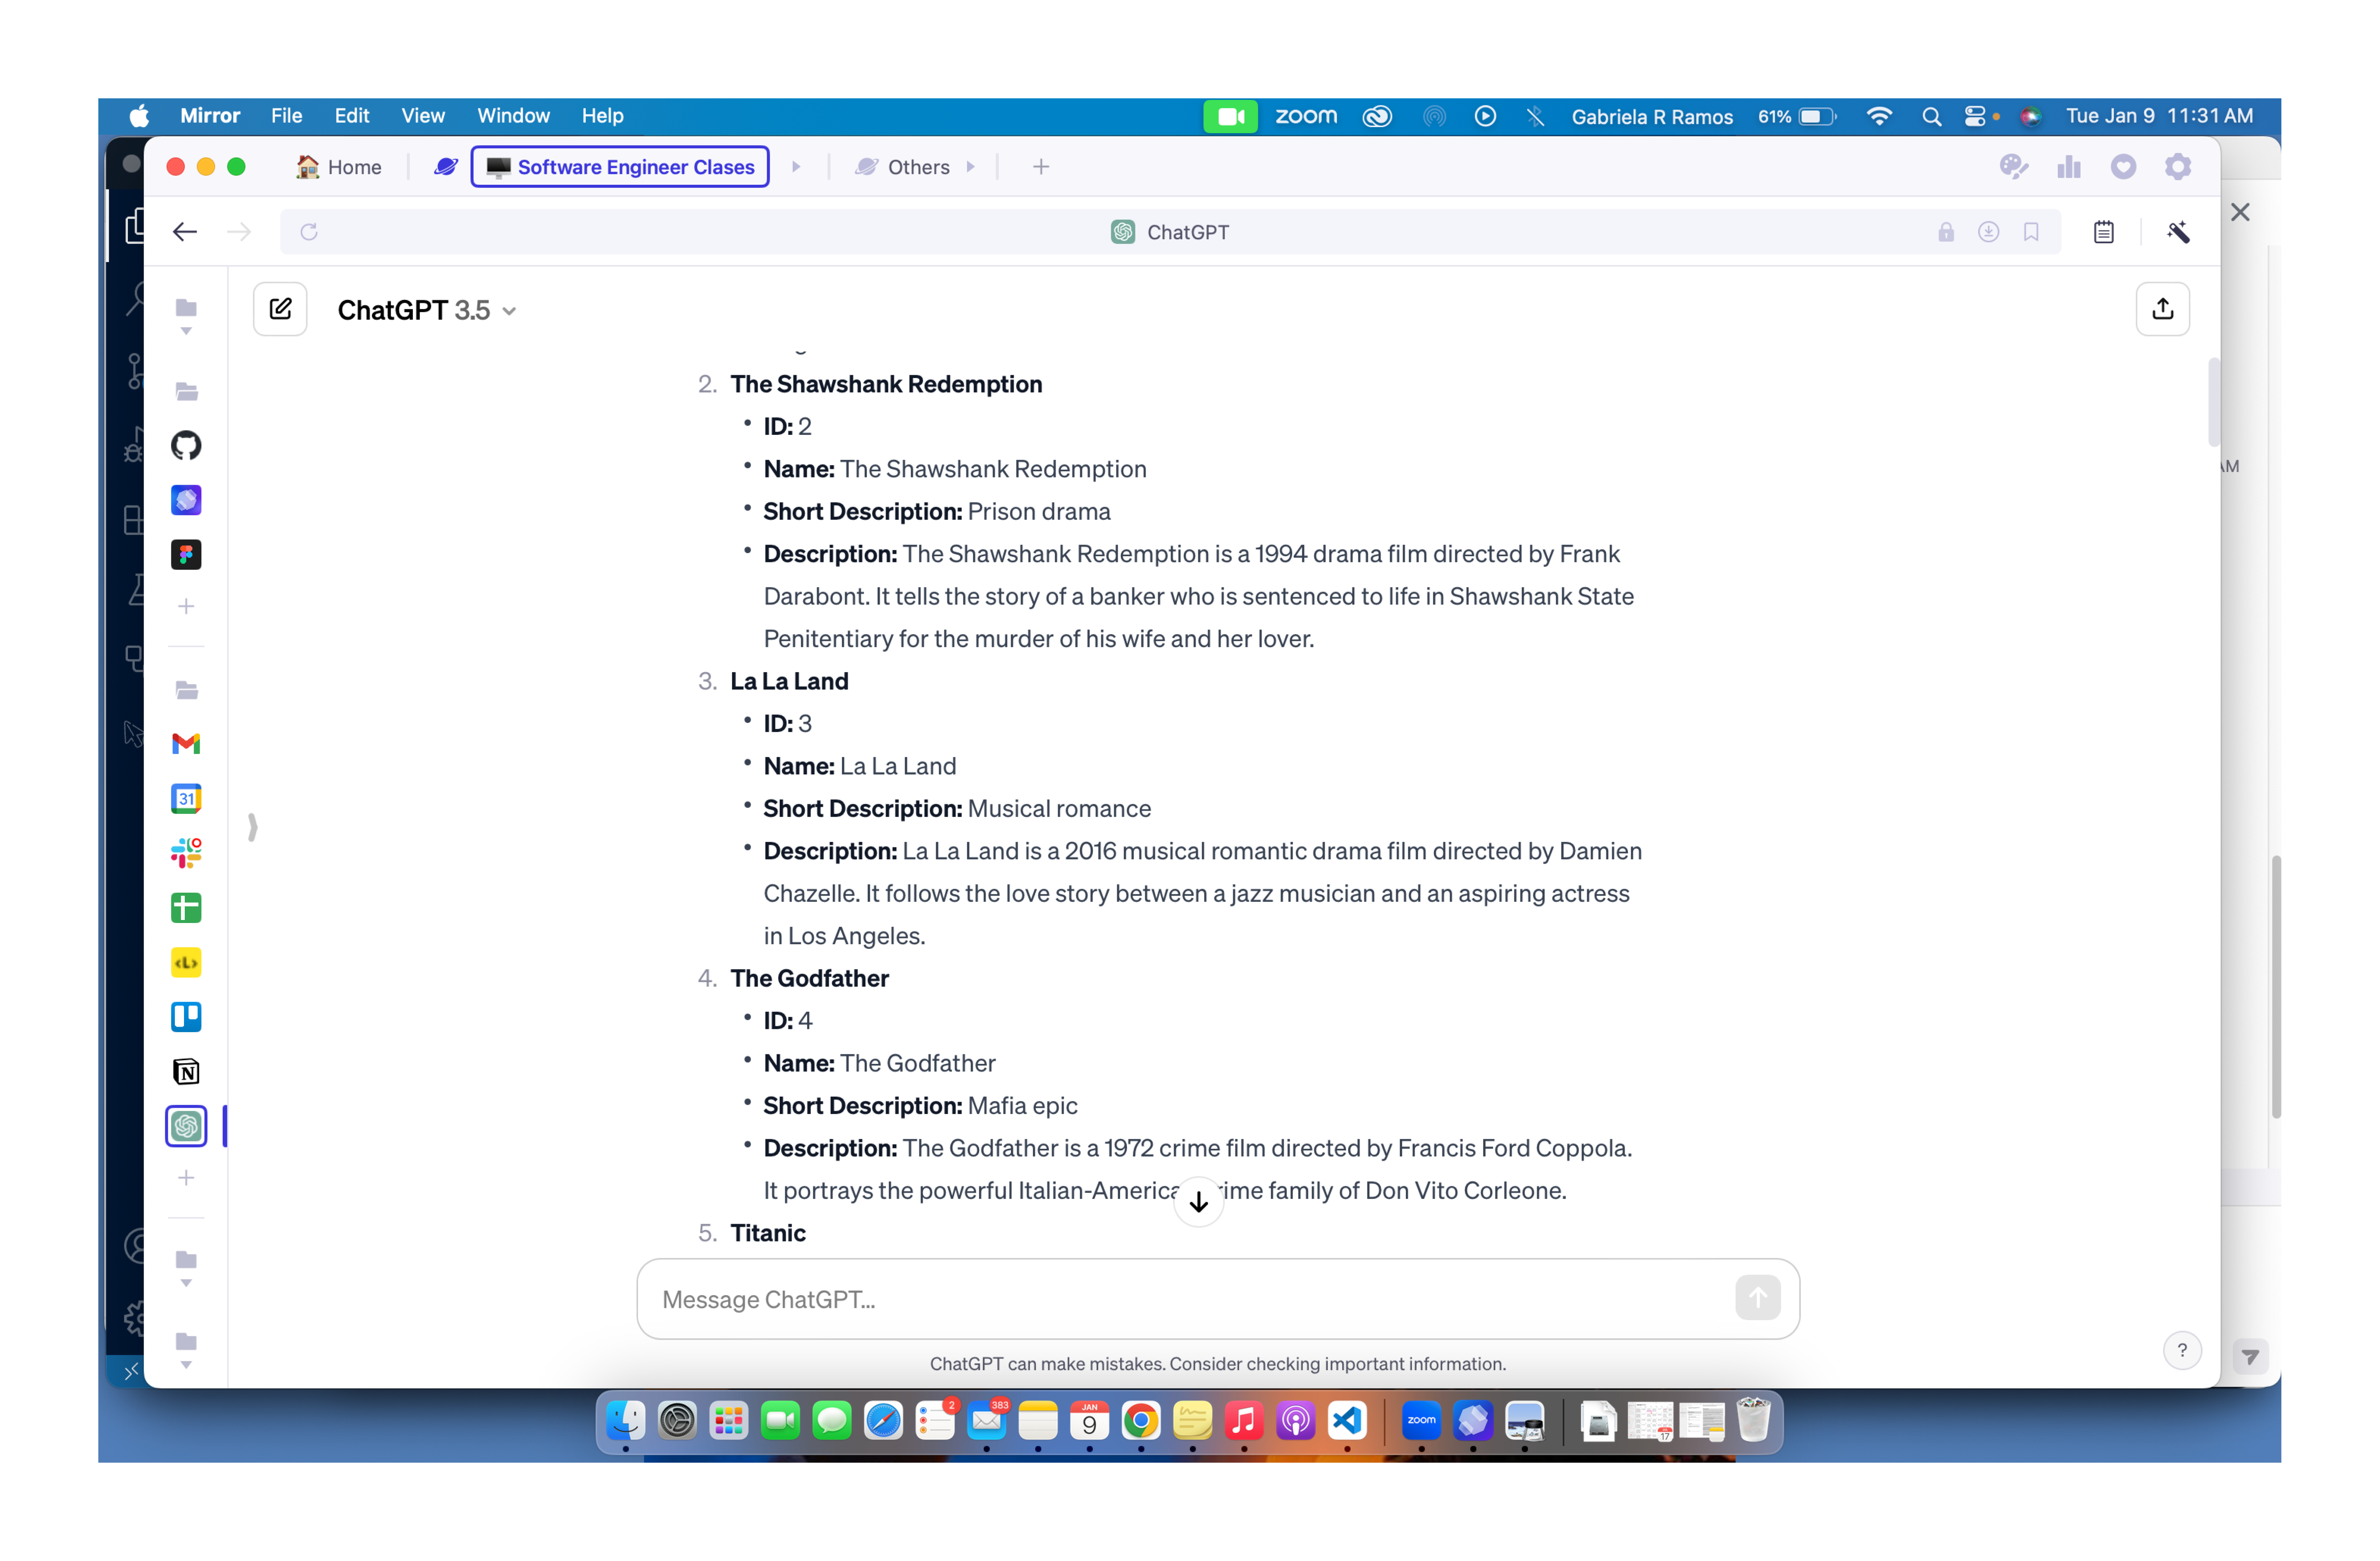 Mirror File Edit View Window Help zoom Gabriela R Ramos 61% Tue Jan 9 11:31 AM
Home Software Engineer Clases Others
ChatGPT
ChatGPT 3.5
2. The Shawshank Redemption
• ID: 2
AM
• Name: The Shawshank Redemption
• Short Description: Prison drama
• Description: The Shawshank Redemption is a 1994 drama film directed by Frank
Darabont. It tells the story of a banker who is sentenced to life in Shawshank State
Penitentiary for the murder of his wife and her lover.
3. La La Land
• ID: 3
• Name: La La Land
31
• Short Description: Musical romance
• Description: La La Land is a 2016 musical romantic drama film directed by Damien
Chazelle. It follows the love story between a jazz musician and an aspiring actress
in Los Angeles.
<L>
4. The Godfather
• ID: 4
• Name: The Godfather
N
• Short Description: Mafia epic
• Description: The Godfather is a 1972 crime film directed by Francis Ford Coppola.
It portrays the powerful Italian-America rime family of Don Vito Corleone.
5. Titanic
Message ChatGPT...
?
ChatGPT can make mistakes. Consider checking important information.
2 383 JAN 9 zoom 17